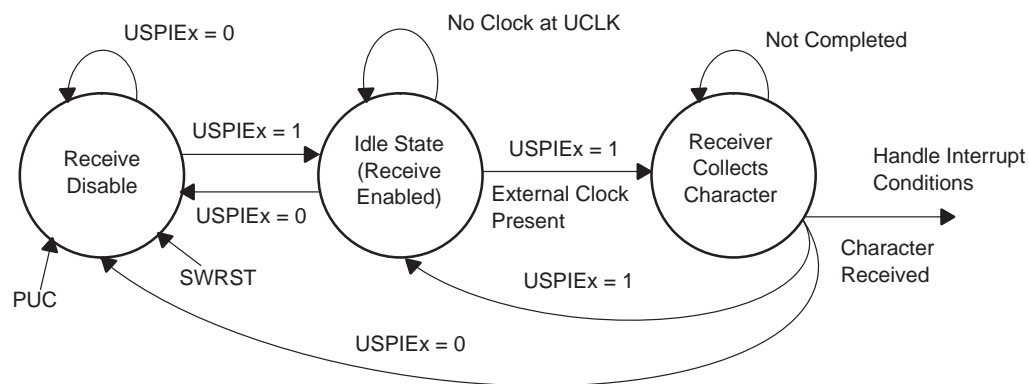 USPIEx = 0
No Clock at UCLK
Not Completed
Receive
Disable
USPIEx = 1
USPIEx = 0
Idle State
(Receive
Enabled)
USPIEx = 1
External Clock
Present
Receiver
Collects
Character
Handle Interrupt
Conditions
Character
Received
PUC
SWRST
USPIEx = 1
USPIEx = 0